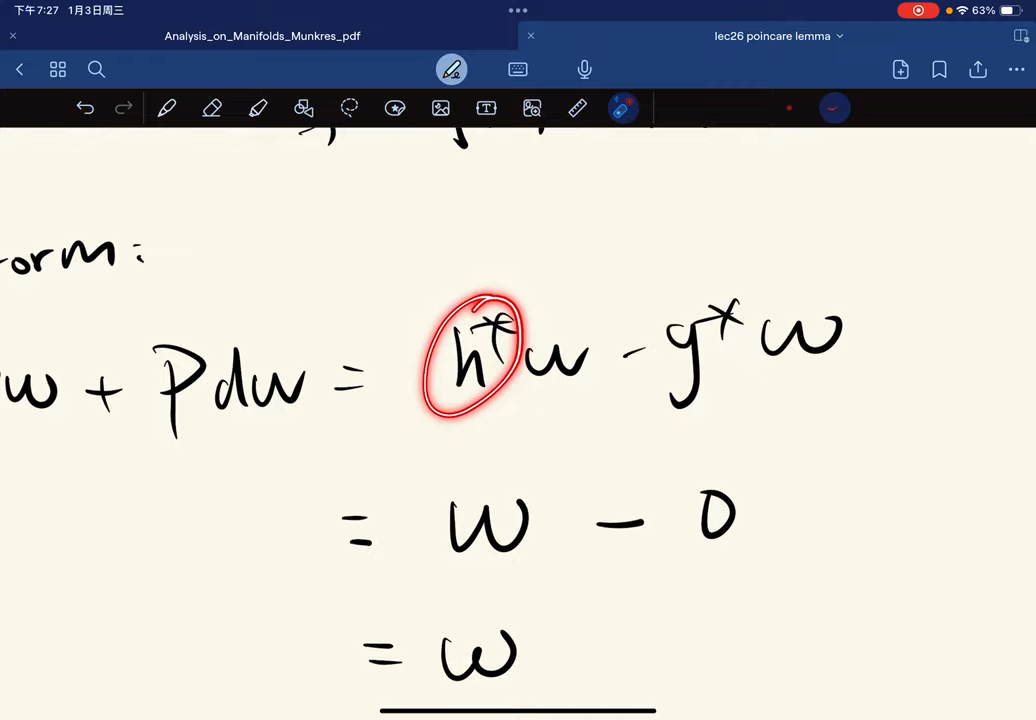 下午7:27 1月3日周三
63%
Analysis_on_Manifolds_Munkres_pdf
lec26 poincare lemma
orm:
w + Pdw = h*w - g*w
= w - 0
= w